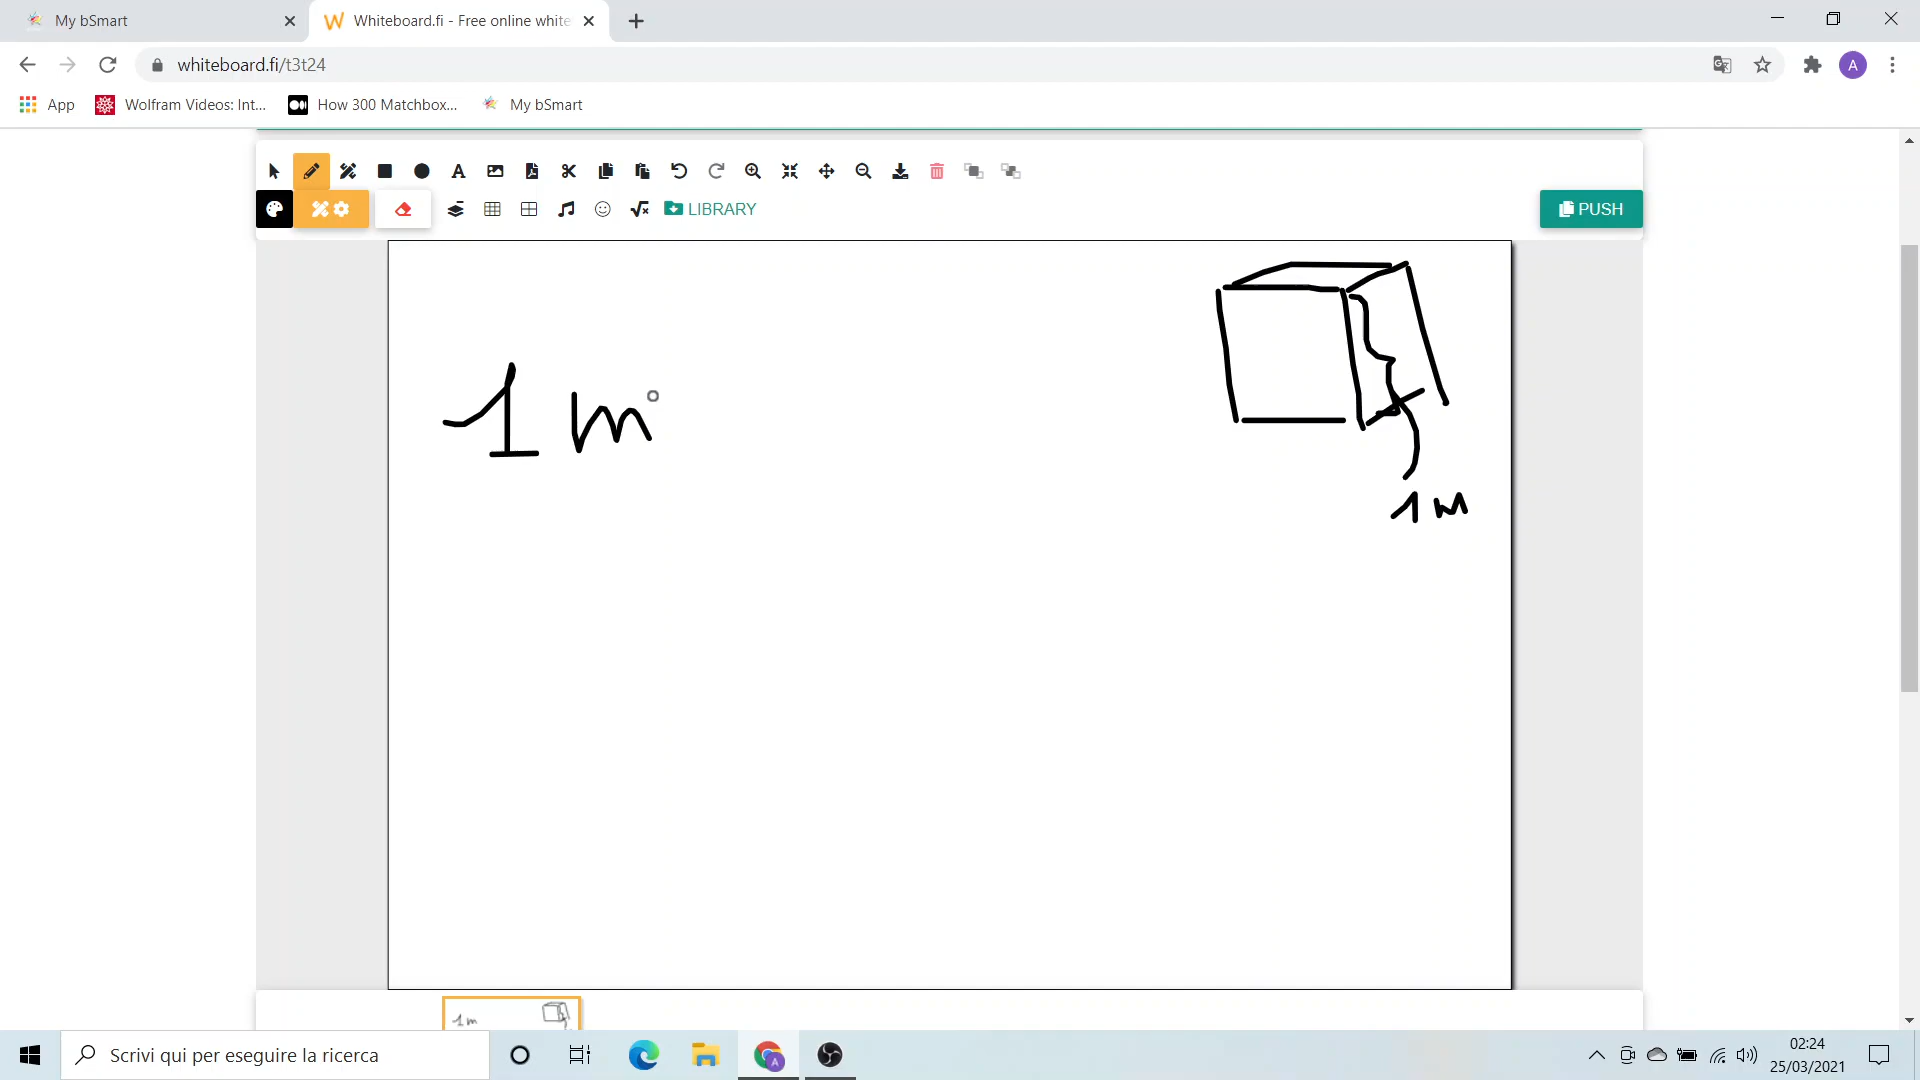 My bSmart
Whiteboard.fi - Free online white
whiteboard.fi/t3t24
A
App
Wolfram Videos: Int...
How 300 Matchbox...
My bSmart
A
LIBRARY
PUSH
1 m
1 m
1 m
Scrivi qui per eseguire la ricerca
A
02:24
25/03/2021